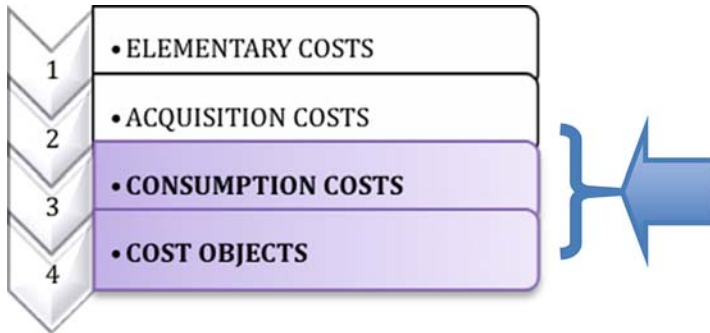 1 • ELEMENTARY COSTS
2 • ACQUISITION COSTS
3 • CONSUMPTION COSTS
4 • COST OBJECTS